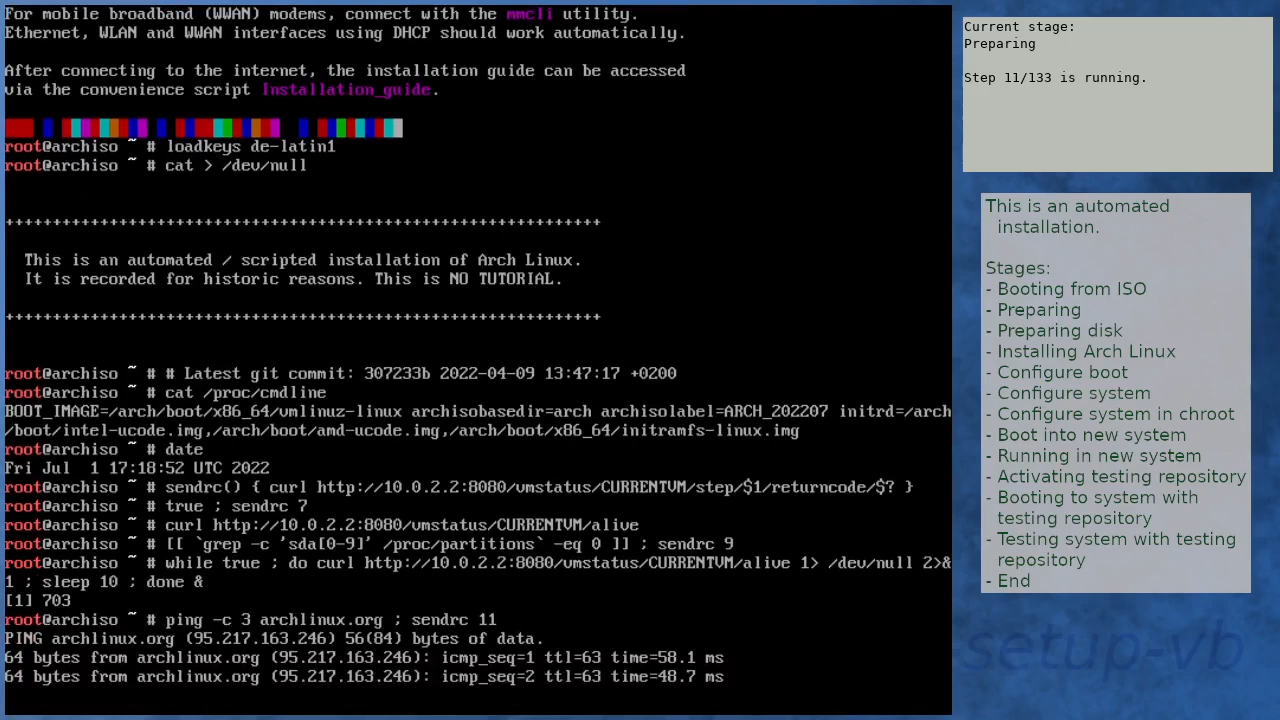 For mobile broadband (WWAN) modems, connect with the mmcli utility.
Ethernet, WLAN and WWAN interfaces using DHCP should work automatically.
After connecting to the internet, the installation guide can be accessed
via the convenience script Installation_guide.
root@archiso ~ # loadkeys de-latin1
root@archiso ~ # cat > /dev/null
+++++++++++++++++++++++++++++++++++++++++++++++++++++++++++++++
This is an automated / scripted installation of Arch Linux.
It is recorded for historic reasons. This is NO TUTORIAL.
+++++++++++++++++++++++++++++++++++++++++++++++++++++++++++++++
root@archiso ~ # # Latest git commit: 307233b 2022-04-09 13:47:17 +0200
root@archiso ~ # cat /proc/cmdline
BOOT_IMAGE=/arch/boot/x86_64/vmlinuz-linux archisobasedir=arch archisolabel=ARCH_202207 initrd=/arch
/boot/intel-ucode.img,/arch/boot/amd-ucode.img,/arch/boot/x86_64/initramfs-linux.img
root@archiso ~ # date
Fri Jul  1 17:18:52 UTC 2022
root@archiso ~ # sendrc() { curl http://10.0.2.2:8080/vmstatus/CURRENTVM/step/$1/returncode/$? }
root@archiso ~ # true ; sendrc 7
root@archiso ~ # curl http://10.0.2.2:8080/vmstatus/CURRENTVM/alive
root@archiso ~ # [[ `grep -c 'sda[0-9]' /proc/partitions` -eq 0 ]] ; sendrc 9
root@archiso ~ # while true ; do curl http://10.0.2.2:8080/vmstatus/CURRENTVM/alive 1> /dev/null 2>&
1 ; sleep 10 ; done &
[1] 703
root@archiso ~ # ping -c 3 archlinux.org ; sendrc 11
PING archlinux.org (95.217.163.246) 56(84) bytes of data.
64 bytes from archlinux.org (95.217.163.246): icmp_seq=1 ttl=63 time=58.1 ms
64 bytes from archlinux.org (95.217.163.246): icmp_seq=2 ttl=63 time=48.7 ms
Current stage:
Preparing
Step 11/133 is running.
This is an automated
installation.
Stages:
- Booting from ISO
- Preparing
- Preparing disk
- Installing Arch Linux
- Configure boot
- Configure system
- Configure system in chroot
- Boot into new system
- Running in new system
- Activating testing repository
- Booting to system with
testing repository
- Testing system with testing
repository
- End
-setup-vb